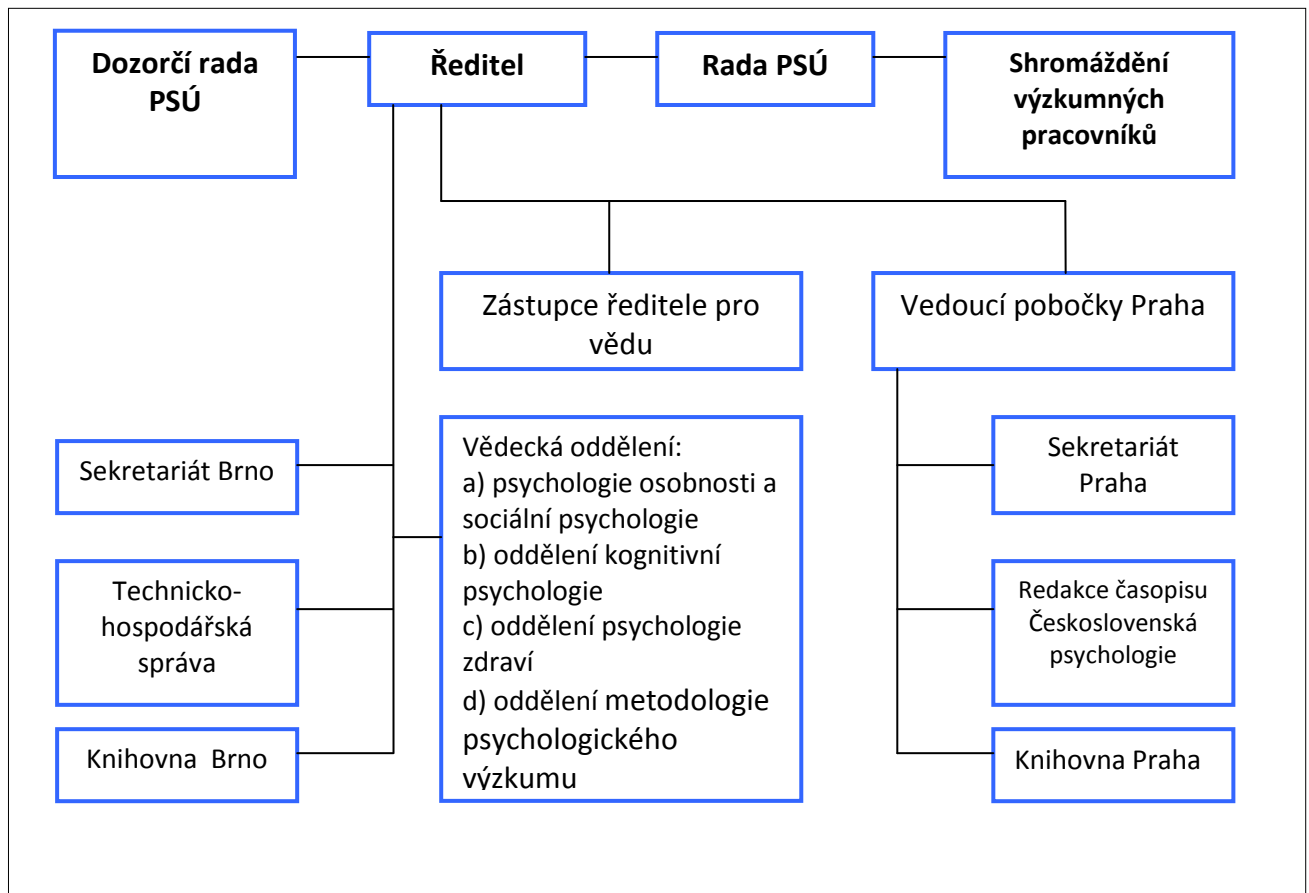 Dozorčí rada
PSÚ
Ředitel
Rada PSÚ
Shromáždění
výzkumných
pracovníků
Zástupce ředitele pro
vědu
Vedoucí pobočky Praha
Sekretariát Brno
Technicko-
hospodářská
správa
Knihovna  Brno
Vědecká oddělení:
a) psychologie osobnosti a
sociální psychologie
b) oddělení kognitivní
psychologie
c) oddělení psychologie
zdraví
d) oddělení metodologie
psychologického
výzkumu
Sekretariát
Praha
Redakce časopisu
Československá
psychologie
Knihovna Praha